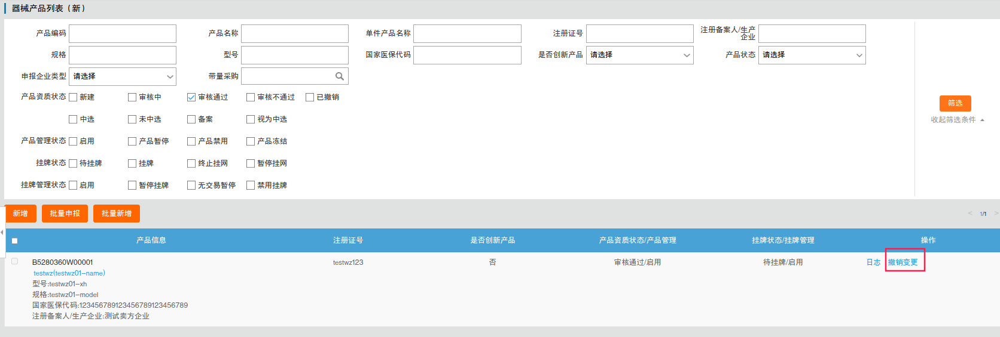 器械产品列表（新）
产品编码 产品名称 单件产品名称 注册证号 注册备案人/生产企业
规格 型号 国家医保代码 是否创新产品 请选择 产品状态 请选择
申报企业类型 请选择 带量采购
产品资质状态 新建 审核中 审核通过 审核不通过 已撤销
中选 未中选 备案 视为中选
筛选
收起筛选条件
产品管理状态 启用 产品暂停 产品禁用 产品冻结
挂牌状态 待挂牌 挂牌 终止挂网 暂停挂网
挂牌管理状态 启用 暂停挂牌 无交易暂停 禁用挂牌
新增 批量申报 批量新增 < 1/1 >
产品信息 注册证号 是否创新产品 产品资质状态/产品管理 挂牌状态/挂牌管理 操作
B5280360W00001 testwz123 否 审核通过/启用 待挂牌/启用 日志 撤销变更
testwz(testwz01-name)
型号:testwz01-xh
规格:testwz01-model
国家医保代码:123456789123456789123456789
注册备案人/生产企业:测试卖方企业